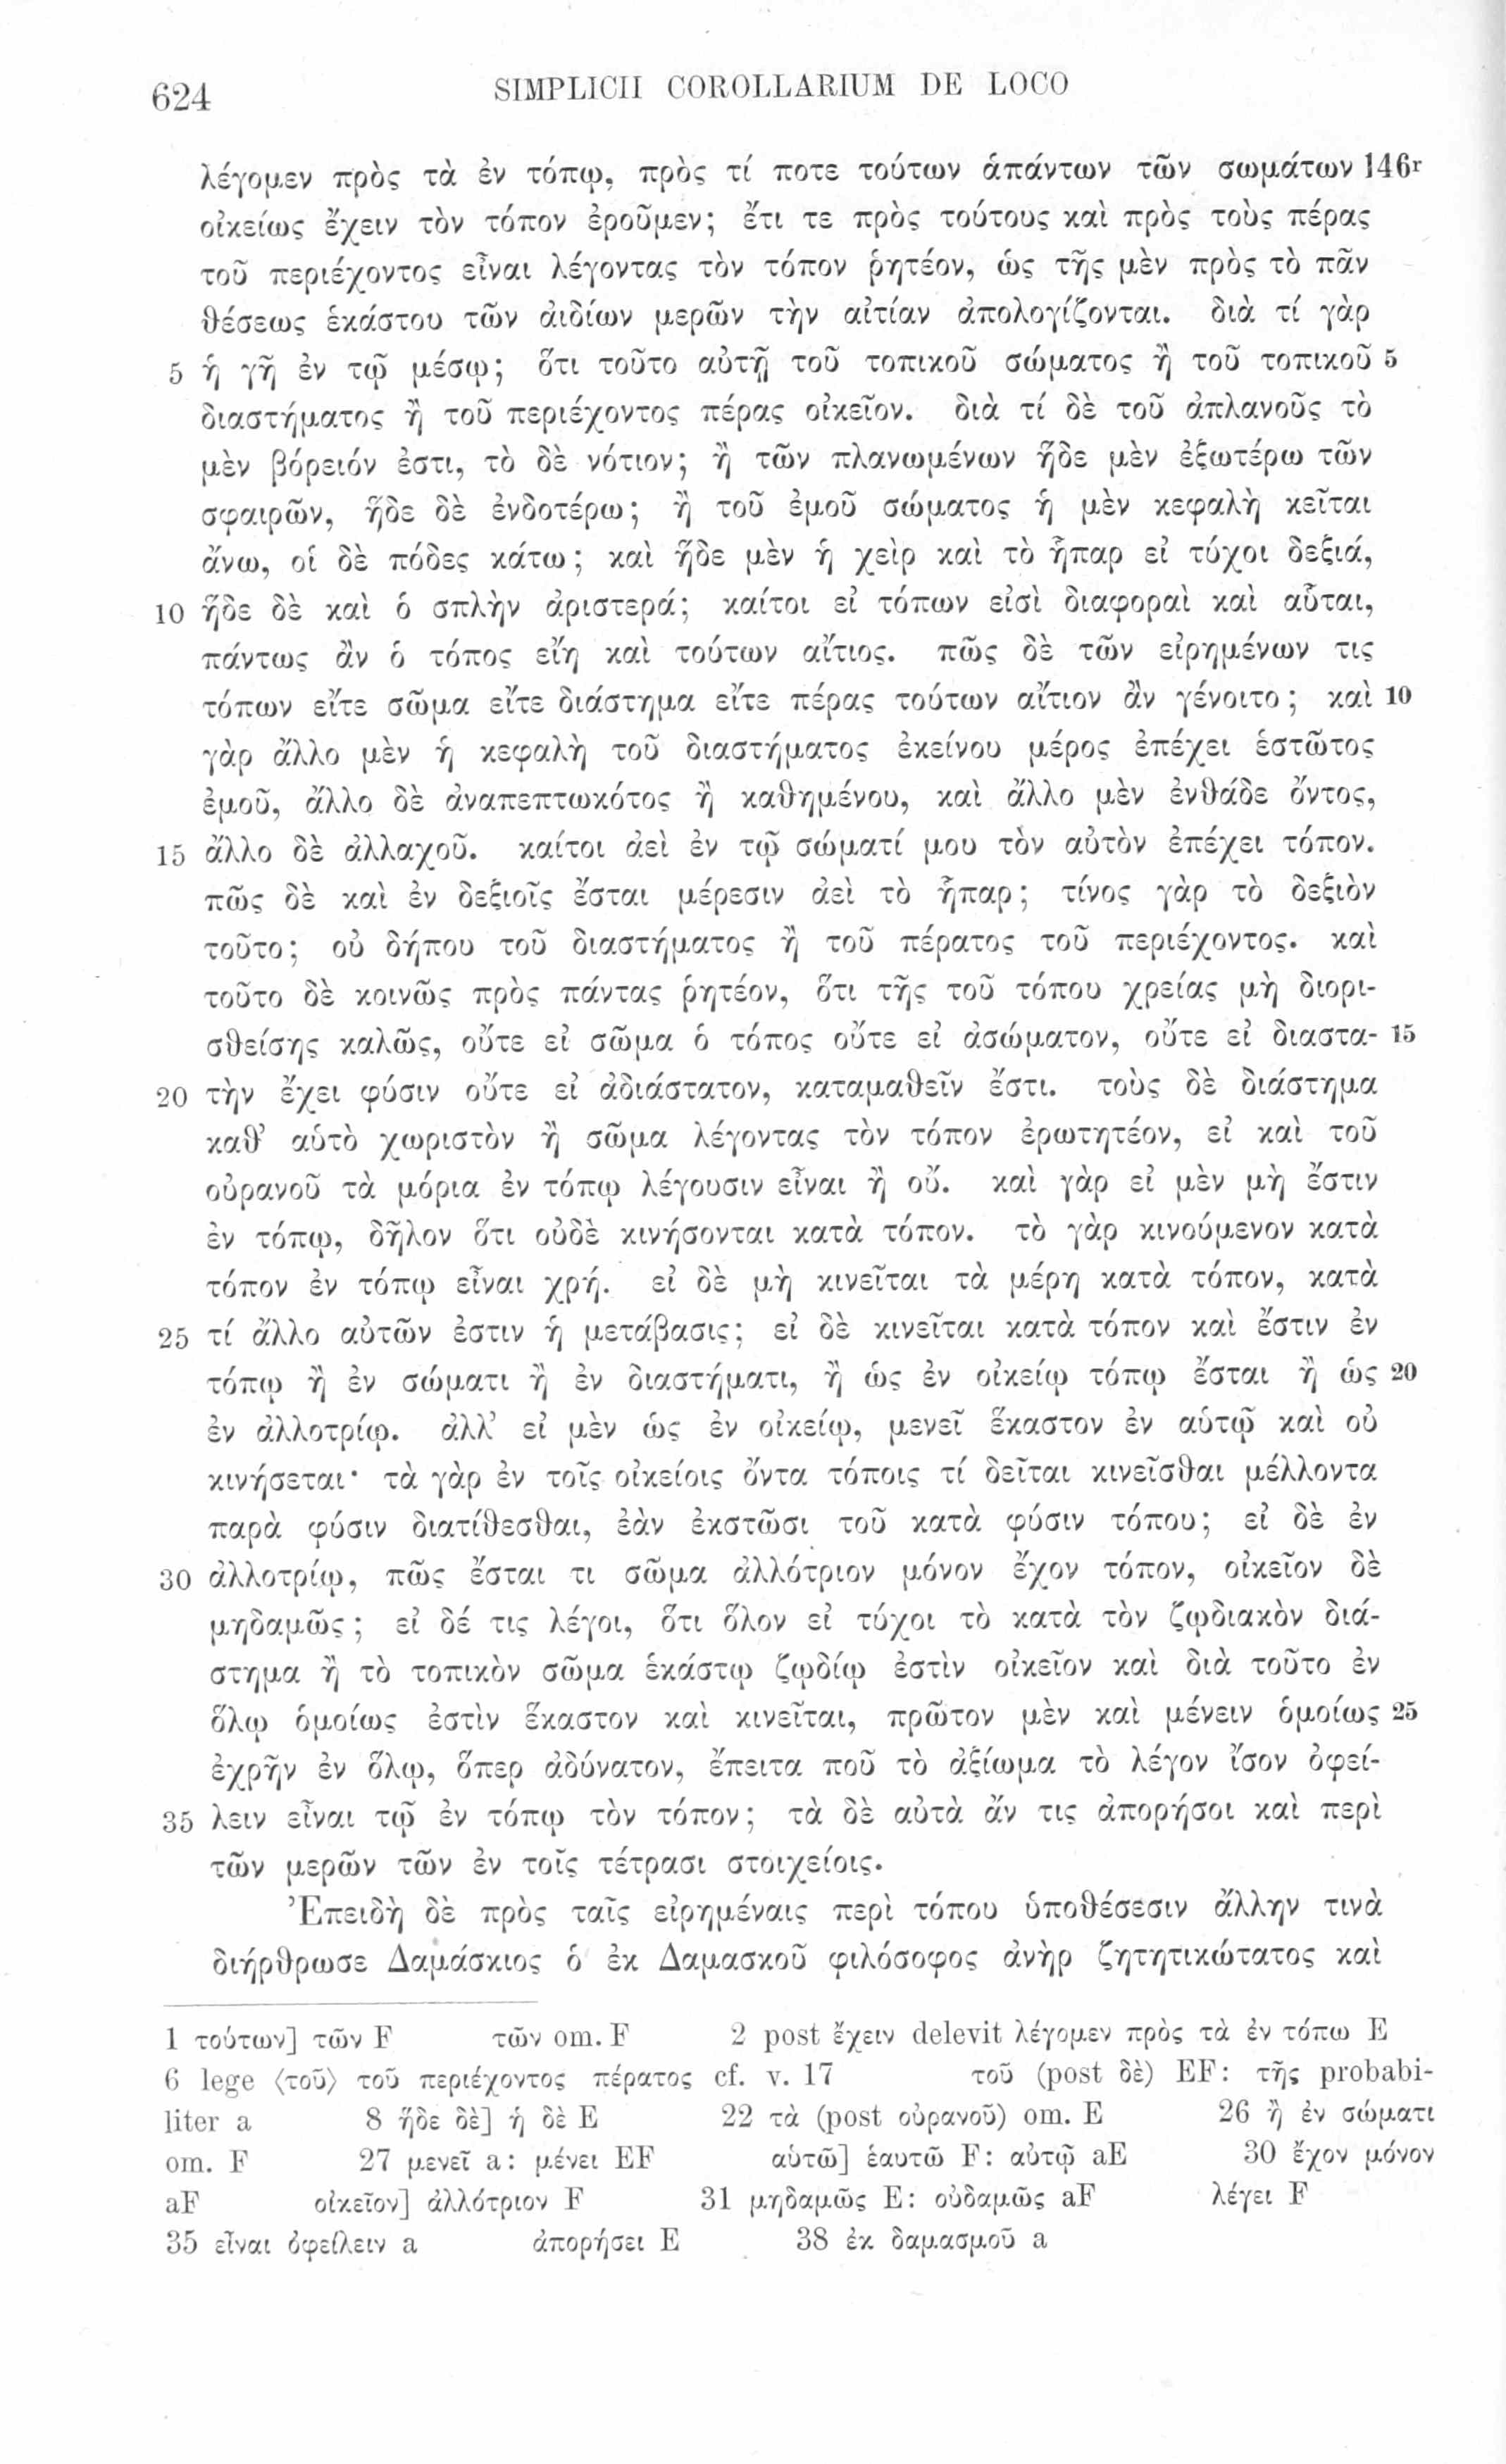 624 SIMPLICII COROLLARIUM DE LOCO
λέγομεν πρὸς τὰ ἐν τόπῳ, πρὸς τί ποτε τούτων ἁπάντων τῶν σωμάτων 146r
οἰκείως ἔχειν τὸν τόπον ἐροῦμεν; ἔτι τε πρὸς τούτους καὶ πρὸς τοὺς πέρας
τοῦ περιέχοντος εἶναι λέγοντας τὸν τόπον ῥητέον, ὡς τῆς μὲν πρὸς τὸ πᾶν
θέσεως ἑκάστου τῶν ἀιδίων μερῶν τὴν αἰτίαν ἀπολογίζονται. διὰ τί γὰρ
5 ἡ γῆ ἐν τῷ μέσῳ; ὅτι τοῦτο αὐτῇ τοῦ τοπικοῦ σώματος ἢ τοῦ τοπικοῦ 5
διαστήματος ἢ τοῦ περιέχοντος πέρας οἰκεῖον. διὰ τί δὲ τοῦ ἀπλανοῦς τὸ
μὲν βόρειόν ἐστι, τὸ δὲ νότιον; ἢ τῶν πλανωμένων ἥδε μὲν ἐξωτέρω τῶν
σφαιρῶν, ἥδε δὲ ἐνδοτέρω; ἢ τοῦ ἐμοῦ σώματος ἡ μὲν κεφαλὴ κεῖται
ἄνω, οἱ δὲ πόδες κάτω; καὶ ἥδε μὲν ἡ χεὶρ καὶ τὸ ἧπαρ εἰ τύχοι δεξιά,
10 ἥδε δὲ καὶ ὁ σπλὴν ἀριστερά; καίτοι εἰ τόπων εἰσὶ διαφοραὶ καὶ αὗται,
πάντως ἂν ὁ τόπος εἴη καὶ τούτων αἴτιος. πῶς δὲ τῶν εἰρημένων τις
τόπων εἴτε σῶμα εἴτε διάστημα εἴτε πέρας τούτων αἴτιον ἂν γένοιτο; καὶ 10
γὰρ ἄλλο μὲν ἡ κεφαλὴ τοῦ διαστήματος ἐκείνου μέρος ἐπέχει ἑστῶτος
ἐμοῦ, ἄλλο δὲ ἀναπεπτωκότος ἢ καθημένου, καὶ ἄλλο μὲν ἐνθάδε ὄντος,
15 ἄλλο δὲ ἀλλαχοῦ. καίτοι ἀεὶ ἐν τῷ σώματί μου τὸν αὐτὸν ἐπέχει τόπον.
πῶς δὲ καὶ ἐν δεξιοῖς ἔσται μέρεσιν ἀεὶ τὸ ἧπαρ; τίνος γὰρ τὸ δεξιὸν
τοῦτο; οὐ δήπου τοῦ διαστήματος ἢ τοῦ πέρατος τοῦ περιέχοντος. καὶ
τοῦτο δὲ κοινῶς πρὸς πάντας ῥητέον, ὅτι τῆς τοῦ τόπου χρείας μὴ διορι-
σθείσης καλῶς, οὔτε εἰ σῶμα ὁ τόπος οὔτε εἰ ἀσώματον, οὔτε εἰ διαστα- 15
20 τὴν ἔχει φύσιν οὔτε εἰ ἀδιάστατον, καταμαθεῖν ἔστι. τοὺς δὲ διάστημα
καθ’ αὑτὸ χωριστὸν ἢ σῶμα λέγοντας τὸν τόπον ἐρωτητέον, εἰ καὶ τοῦ
οὐρανοῦ τὰ μόρια ἐν τόπῳ λέγουσιν εἶναι ἢ οὔ. καὶ γὰρ εἰ μὲν μὴ ἔστιν
ἐν τόπῳ, δῆλον ὅτι οὐδὲ κινήσονται κατὰ τόπον. τὸ γὰρ κινούμενον κατὰ
τόπον ἐν τόπῳ εἶναι χρή. εἰ δὲ μὴ κινεῖται τὰ μέρη κατὰ τόπον, κατὰ
25 τί ἄλλο αὐτῶν ἐστιν ἡ μετάβασις; εἰ δὲ κινεῖται κατὰ τόπον καὶ ἔστιν ἐν
τόπῳ ἢ ἐν σώματι ἢ ἐν διαστήματι, ἢ ὡς ἐν οἰκείῳ τόπῳ ἔσται ἢ ὡς 20
ἐν ἀλλοτρίῳ. ἀλλ’ εἰ μὲν ὡς ἐν οἰκείῳ, μενεῖ ἕκαστον ἐν αὑτῷ καὶ οὐ
κινήσεται· τὰ γὰρ ἐν τοῖς οἰκείοις ὄντα τόποις τί δεῖται κινεῖσθαι μέλλοντα
παρὰ φύσιν διατίθεσθαι, ἐὰν ἐκστῶσι τοῦ κατὰ φύσιν τόπου; εἰ δὲ ἐν
30 ἀλλοτρίῳ, πῶς ἔσται τι σῶμα ἀλλότριον μόνον ἔχον τόπον, οἰκεῖον δὲ
μηδαμῶς; εἰ δέ τις λέγοι, ὅτι ὅλον εἰ τύχοι τὸ κατὰ τὸν ζῳδιακὸν διά-
στημα ἢ τὸ τοπικὸν σῶμα ἑκάστῳ ζῳδίῳ ἐστὶν οἰκεῖον καὶ διὰ τοῦτο ἐν
ὅλῳ ὁμοίως ἐστὶν ἕκαστον καὶ κινεῖται, πρῶτον μὲν καὶ μένειν ὁμοίως 25
ἐχρῆν ἐν ὅλῳ, ὅπερ ἀδύνατον, ἔπειτα ποῦ τὸ ἀξίωμα τὸ λέγον ἴσον ὀφεί-
35 λειν εἶναι τῷ ἐν τόπῳ τὸν τόπον; τὰ δὲ αὐτὰ ἄν τις ἀπορήσοι καὶ περὶ
τῶν μερῶν τῶν ἐν τοῖς τέτρασι στοιχείοις.
Ἐπειδὴ δὲ πρὸς ταῖς εἰρημέναις περὶ τόπου ὑποθέσεσιν ἄλλην τινὰ
διήρθρωσε Δαμάσκιος ὁ ἐκ Δαμασκοῦ φιλόσοφος ἀνὴρ ζητητικώτατος καὶ
1 τούτων] τῶν F τῶν om. F 2 post ἔχειν delevit λέγομεν πρὸς τὰ ἐν τόπω E
6 lege ⟨τοῦ⟩ τοῦ περιέχοντος πέρατος cf. v. 17 τοῦ (post δὲ) EF: τῆς probabi-
liter a 8 ἥδε δὲ] ἡ δὲ E 22 τὰ (post οὐρανοῦ) om. E 26 ἢ ἐν σώματι
om. F 27 μενεῖ a: μένει EF αὑτῶ] ἑαυτῶ F: αὐτῷ aE 30 ἔχον μόνον
aF οἰκεῖον] ἀλλότριον F 31 μηδαμῶς E: οὐδαμῶς aF λέγει F
35 εἶναι ὀφείλειν a ἀπορήσει E 38 ἐκ δαμασμοῦ a